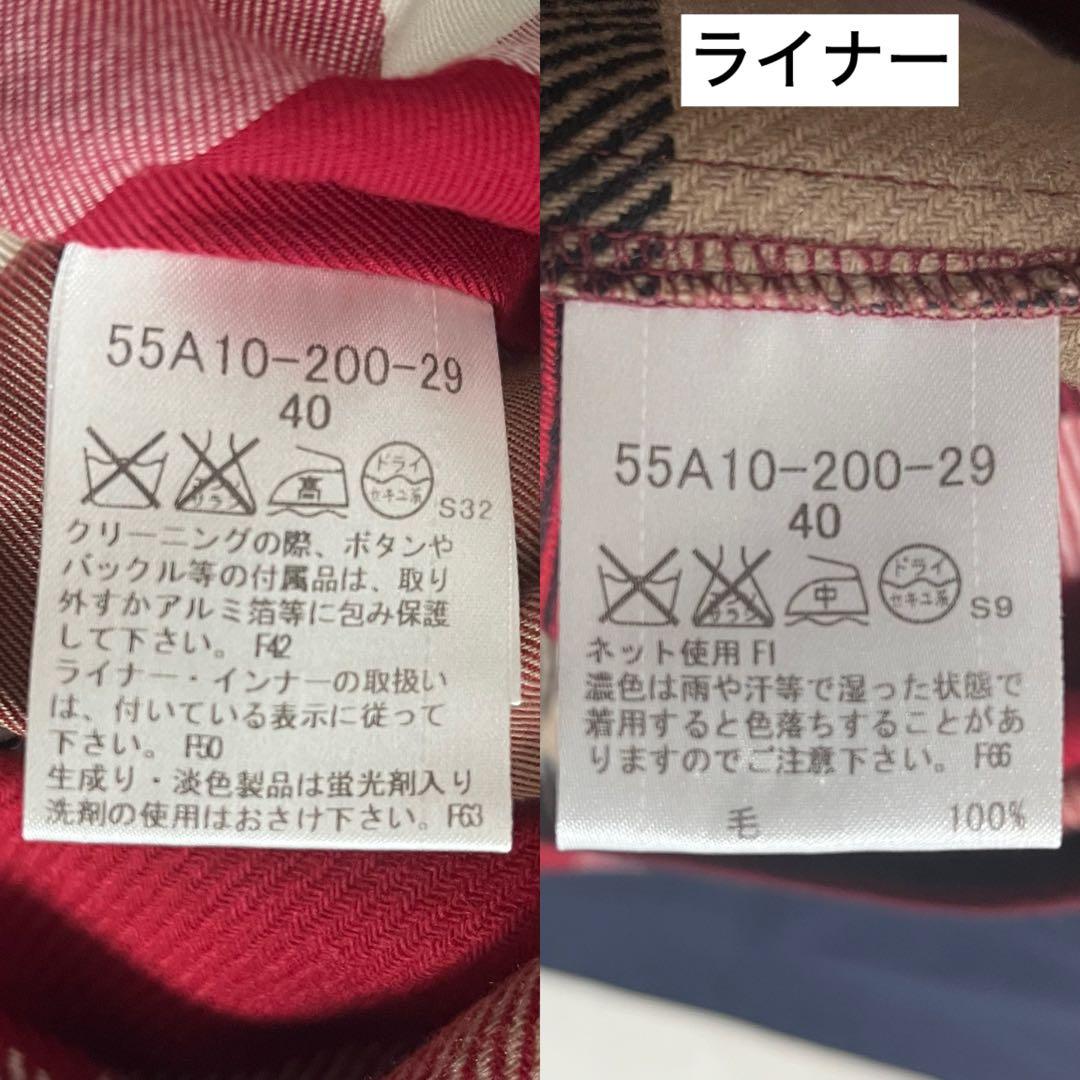 55A10-200-29
40
高
ドライ
セキユ系
S32
クリーニングの際、ボタンや
バックル等の付属品は、取り
外すかアルミ箔等に包み保護
して下さい。 F42
ライナー・インナーの取扱い
は、付いている表示に従って
下さい。 F50
生成り・淡色製品は蛍光剤入り
洗剤の使用はおさけ下さい。F63
ライナー
55A10-200-29
40
中
ドライ
セキユ系
S9
ネット使用 F1
濃色は雨や汗等で湿った状態で
着用すると色落ちすることがあ
りますのでご注意下さい。 F66
毛 100%